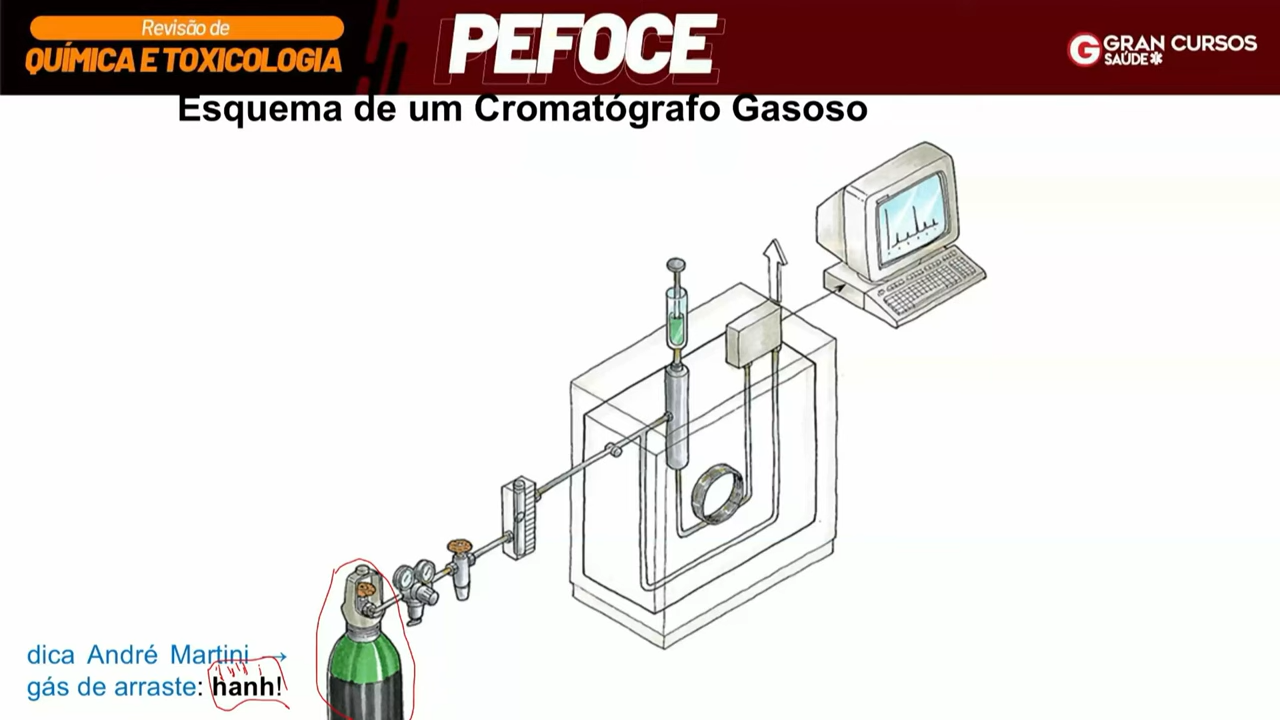 Revisão de
QUÍMICA E TOXICOLOGIA
PEFOCE
GRAN CURSOS
SAÚDE
Esquema de um Cromatógrafo Gasoso
dica André Martini →
gás de arraste: hanh!